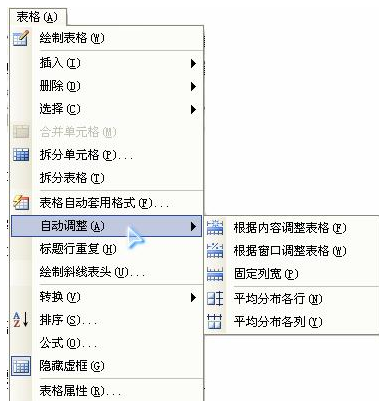 表格(A)
绘制表格(W)
插入(I)
删除(D)
选择(C)
合并单元格(M)
拆分单元格(P)...
拆分表格(T)
表格自动套用格式(F)...
自动调整(A)
根据内容调整表格(F)
标题行重复(H)
根据窗口调整表格(W)
绘制斜线表头(U)...
固定列宽(P)
转换(V)
平均分布各行(N)
排序(S)...
平均分布各列(Y)
公式(O)...
隐藏虚框(G)
表格属性(R)...